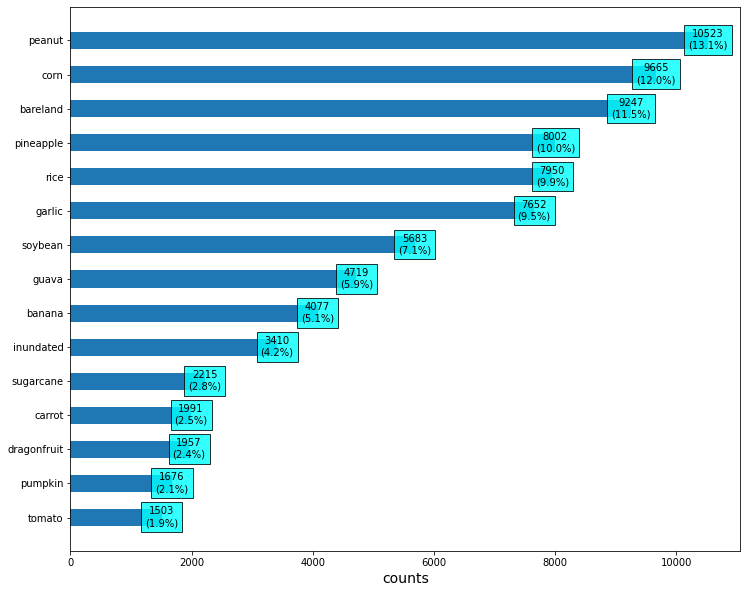 peanut
10523
(13.1%)
corn
9665
(12.0%)
bareland
9247
(11.5%)
pineapple
8002
(10.0%)
rice
7950
(9.9%)
garlic
7652
(9.5%)
soybean
5683
(7.1%)
guava
4719
(5.9%)
banana
4077
(5.1%)
inundated
3410
(4.2%)
sugarcane
2215
(2.8%)
carrot
1991
(2.5%)
dragonfruit
1957
(2.4%)
pumpkin
1676
(2.1%)
tomato
1503
(1.9%)
0 2000 4000 6000 8000 10000
counts